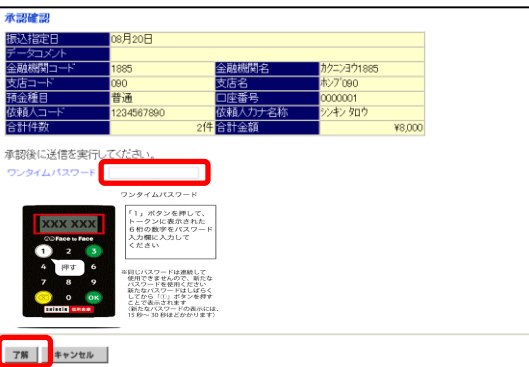 承認確認
振込指定日 08月20日
データコメント
金融機関コード 1885 金融機関名 カクニンヨウ1885
支店コード 090 支店名 ホンプ090
預金種目 普通 口座番号 0000001
依頼人コード 1234567890 依頼人カナ名称 シンキン タロウ
合計件数 2件 合計金額 ¥8,000
承認後に送信を実行してください。
ワンタイムパスワード
ワンタイムパスワード
「1」ボタンを押して、
トークンに表示された
6桁の数字をパスワード
入力欄に入力して
ください
XXX XXX
Face to Face
1 2 3
4 押す 6
7 8 9
0 OK
※同じパスワードは連続して
使用できませんので、新たな
パスワードを使用ください
新たなパスワードはしばらく
してから「①」ボタンを押す
ことで表示されます
(新たなパスワードの表示には、
15秒～30秒ほどかかります)
了解 キャンセル